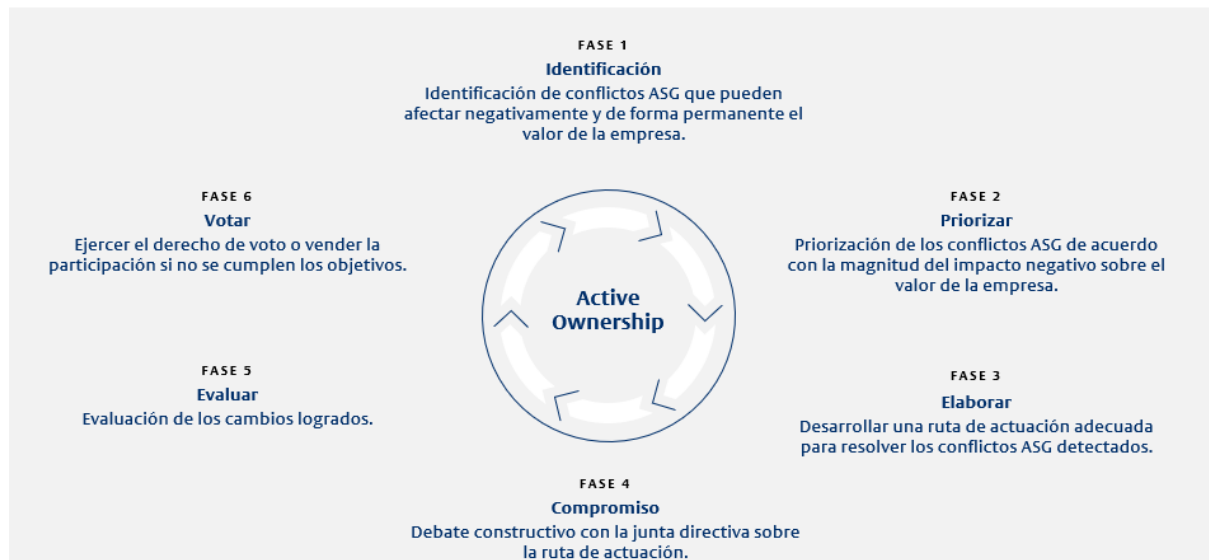 FASE 1
Identificación
Identificación de conflictos ASG que pueden
afectar negativamente y de forma permanente el
valor de la empresa.
FASE 2
Priorizar
Priorización de los conflictos ASG de acuerdo
con la magnitud del impacto negativo sobre el
valor de la empresa.
FASE 3
Elaborar
Desarrollar una ruta de actuación adecuada
para resolver los conflictos ASG detectados.
FASE 4
Compromiso
Debate constructivo con la junta directiva sobre
la ruta de actuación.
FASE 5
Evaluar
Evaluación de los cambios logrados.
FASE 6
Votar
Ejercer el derecho de voto o vender la
participación si no se cumplen los objetivos.
Active
Ownership